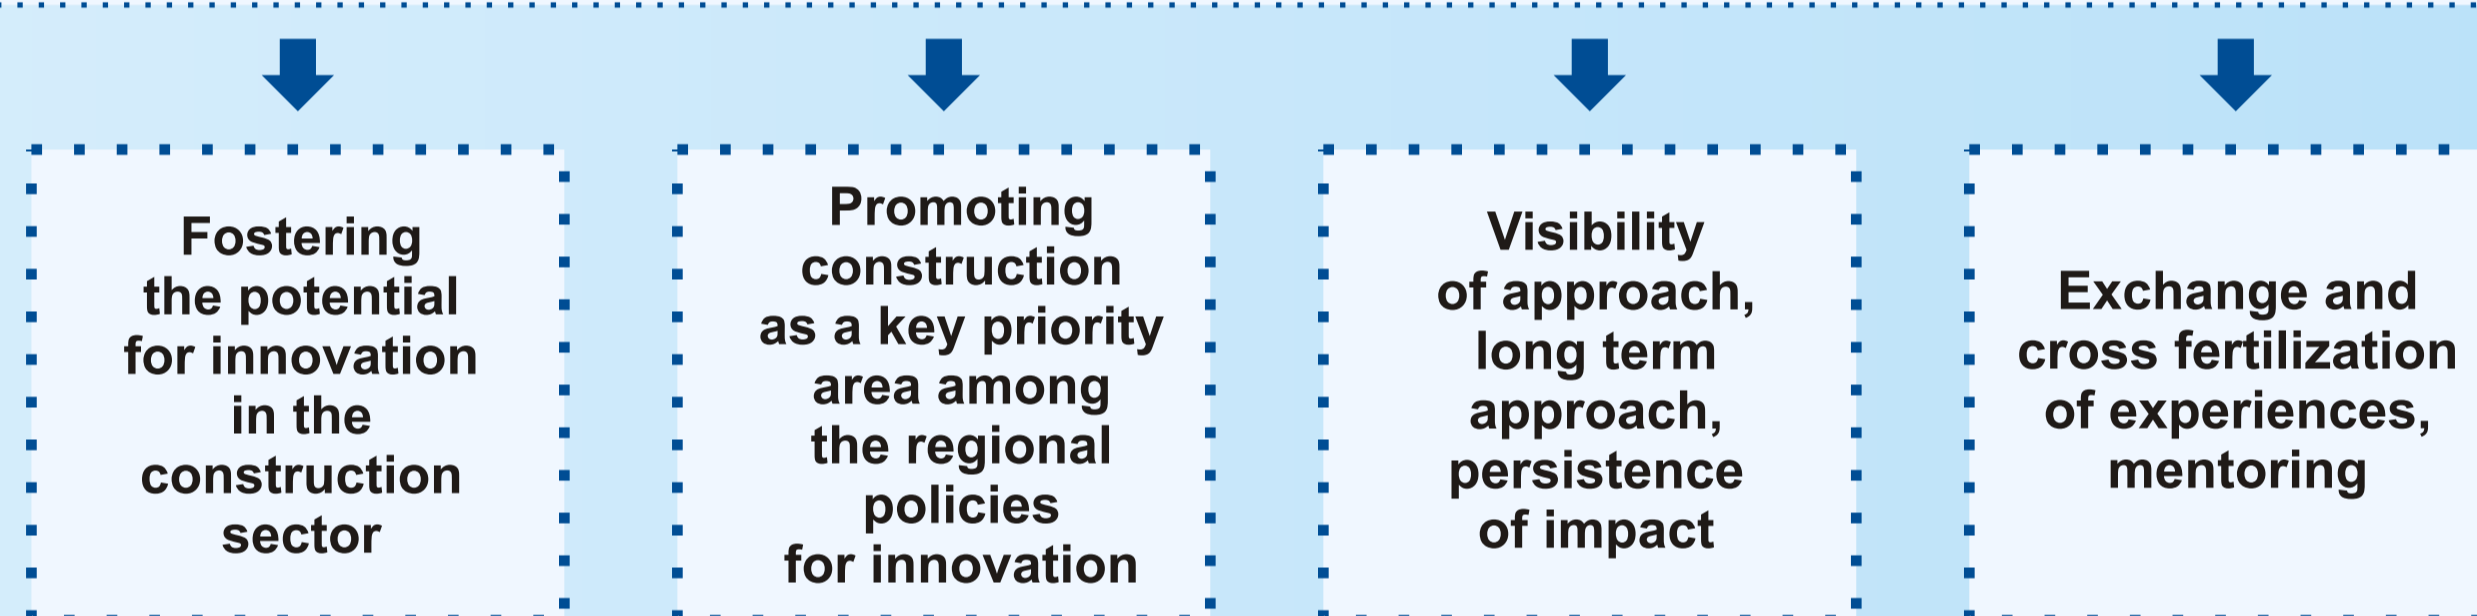 Fostering
the potential
for innovation
in the
construction
sector
Promoting
construction
as a key priority
area among
the regional
policies
for innovation
Visibility
of approach,
long term
approach,
persistence
of impact
Exchange and
cross fertilization
of experiences,
mentoring